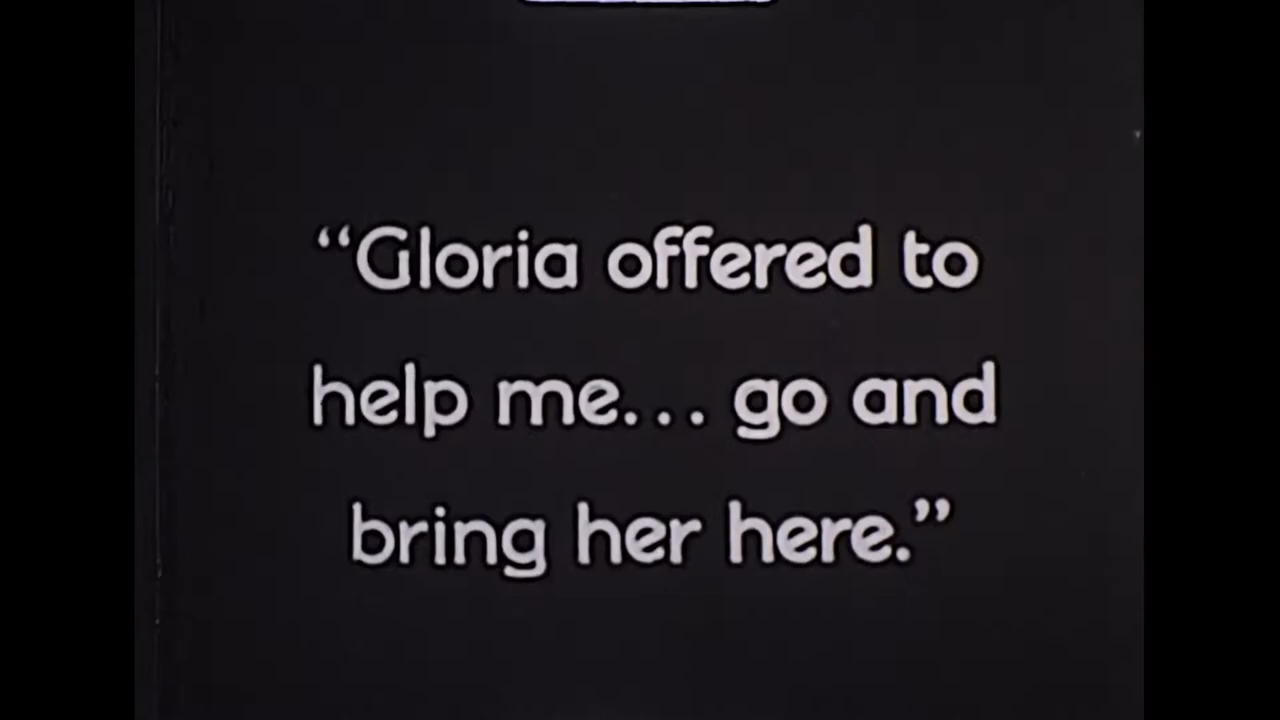 “Gloria offered to
help me... go and
bring her here.”